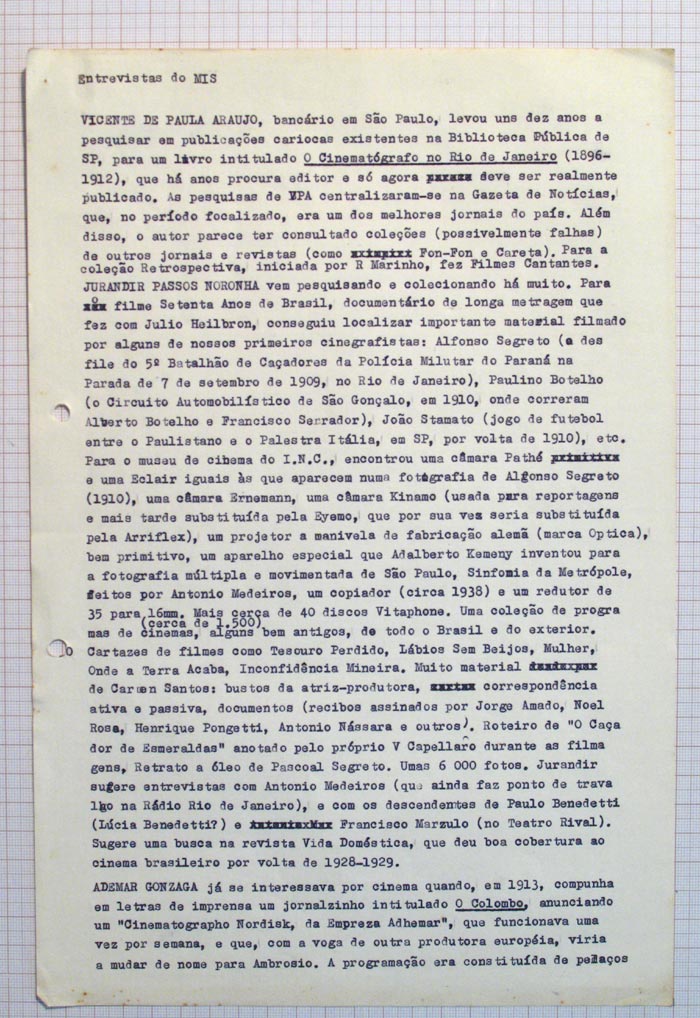 Entrevistas do MIS
VICENTE DE PAULA ARAUJO, bancário em São Paulo, levou uns dez anos a
pesquisar em publicações cariocas existentes na Biblioteca Pública de
SP, para um livro intitulado O Cinematógrafo no Rio de Janeiro (1896-
1912), que há anos procura editor e só agora deve ser realmente
publicado. As pesquisas de VPA centralizaram-se na Gazeta de Notícias,
que, no período focalizado, era um dos melhores jornais do país. Além
disso, o autor parece ter consultado coleções (possivelmente falhas)
de outros jornais e revistas (como Fon-Fon e Careta). Para a
coleção Retrospectiva, iniciada por R Marinho, fez Filmes Cantantes.
JURANDIR PASSOS NORONHA vem pesquisando e colecionando há muito. Para
o filme Setenta Anos de Brasil, documentário de longa metragem que
fez com Julio Heilbron, conseguiu localizar importante material filmado
por alguns de nossos primeiros cinegrafistas: Alfonso Segreto (o des
file do 5º Batalhão de Caçadores da Polícia Milutar do Paraná na
Parada de 7 de setembro de 1909, no Rio de Janeiro), Paulino Botelho
(o Circuito Automobilístico de São Gonçalo, em 1910, onde correram
Alberto Botelho e Francisco Serrador), João Stamato (jogo de futebol
entre o Paulistano e o Palestra Itália, em SP, por volta de 1910), etc.
Para o museu de cinema do I.N.C., encontrou uma câmara Pathé
e uma Eclair iguais às que aparecem numa fotografia de Alfonso Segreto
(1910), uma câmara Ernemann, uma câmara Kinamo (usada para reportagens
e mais tarde substituída pela Eyemo, que por sua vez seria substituída
pela Arriflex), um projetor a manivela de fabricação alemã (marca Optica),
bem primitivo, um aparelho especial que Adalberto Kemeny inventou para
a fotografia múltipla e movimentada de São Paulo, Sinfonia da Metrópole,
feitos por Antonio Medeiros, um copiador (circa 1938) e um redutor de
35 para 16mm. Mais cerca de 40 discos Vitaphone. Uma coleção de progra
(cerca de 1.500)
mas de cinemas, alguns bem antigos, de todo o Brasil e do exterior.
Cartazes de filmes como Tesouro Perdido, Lábios Sem Beijos, Mulher,
Onde a Terra Acaba, Inconfidência Mineira. Muito material
de Carmen Santos: bustos da atriz-produtora, correspondência
ativa e passiva, documentos (recibos assinados por Jorge Amado, Noel
Rosa, Henrique Pongetti, Antonio Nássara e outros). Roteiro de "O Caça
dor de Esmeraldas" anotado pelo próprio V Capellaro durante as filma
gens, Retrato a óleo de Pascoal Segreto. Umas 6 000 fotos. Jurandir
sugere entrevistas com Antonio Medeiros (que ainda faz ponto de trava
lgo na Rádio Rio de Janeiro), e com os descendentes de Paulo Benedetti
(Lúcia Benedetti?) e Francisco Marzulo (no Teatro Rival).
Sugere uma busca na revista Vida Doméstica, que deu boa cobertura ao
cinema brasileiro por volta de 1928-1929.
ADEMAR GONZAGA já se interessava por cinema quando, em 1913, compunha
em letras de imprensa um jornalzinho intitulado O Colombo, anunciando
um "Cinematographo Nordisk, da Empreza Adhemar", que funcionava uma
vez por semana, e que, com a voga de outra produtora européia, viria
a mudar de nome para Ambrosio. A programação era constituída de pedaços